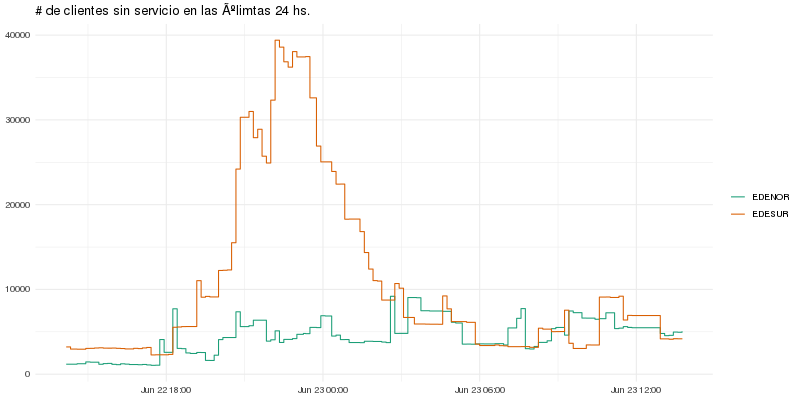 # de clientes sin servicio en las Ãºlimtas 24 hs.
40000
30000
20000
10000
0
Jun 22 18:00
Jun 23 00:00
Jun 23 06:00
Jun 23 12:00
EDENOR
EDESUR